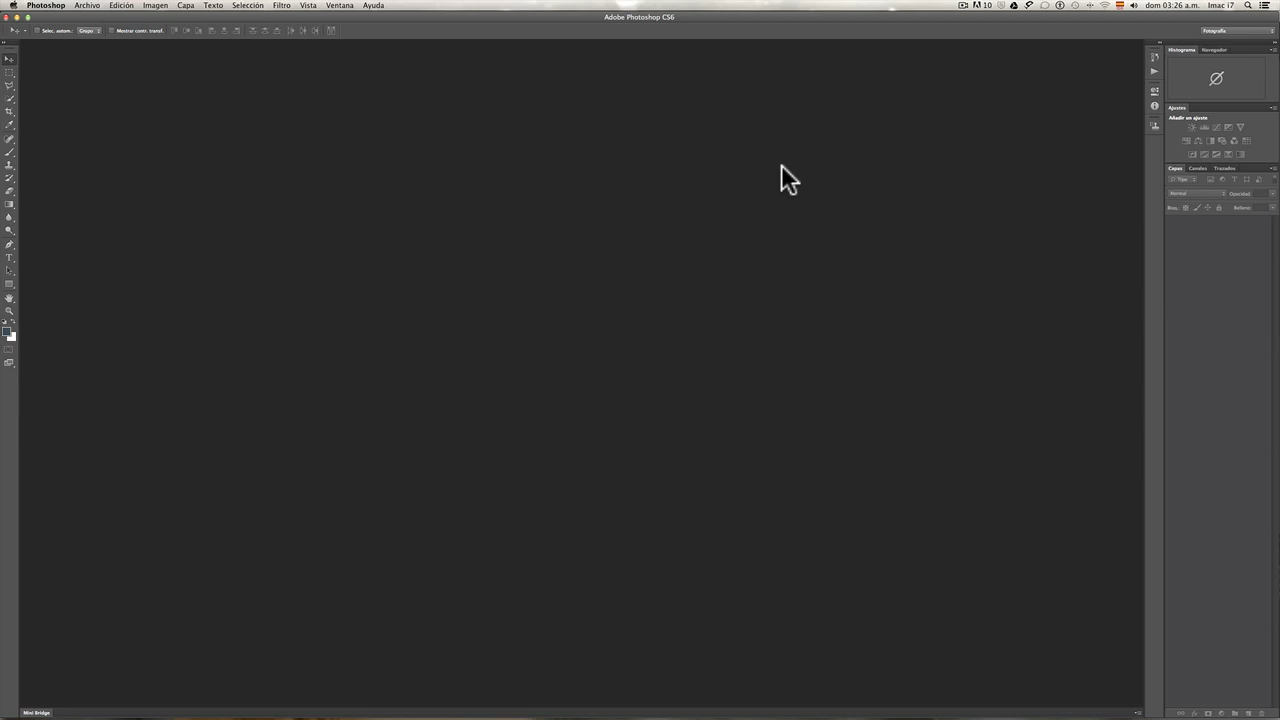 Photoshop Archivo Edición Imagen Capa Texto Selección Filtro Vista Ventana Ayuda 10 dom 03:26 a.m. Imac i7
Adobe Photoshop CS6
Selec. autom.: Grupo Mostrar contr. transf. Fotografía
Histograma Navegador
Ajustes
Añadir un ajuste
Capas Canales Trazados
Tipo
Normal Opacidad:
Bloq.: Relleno:
Mini Bridge